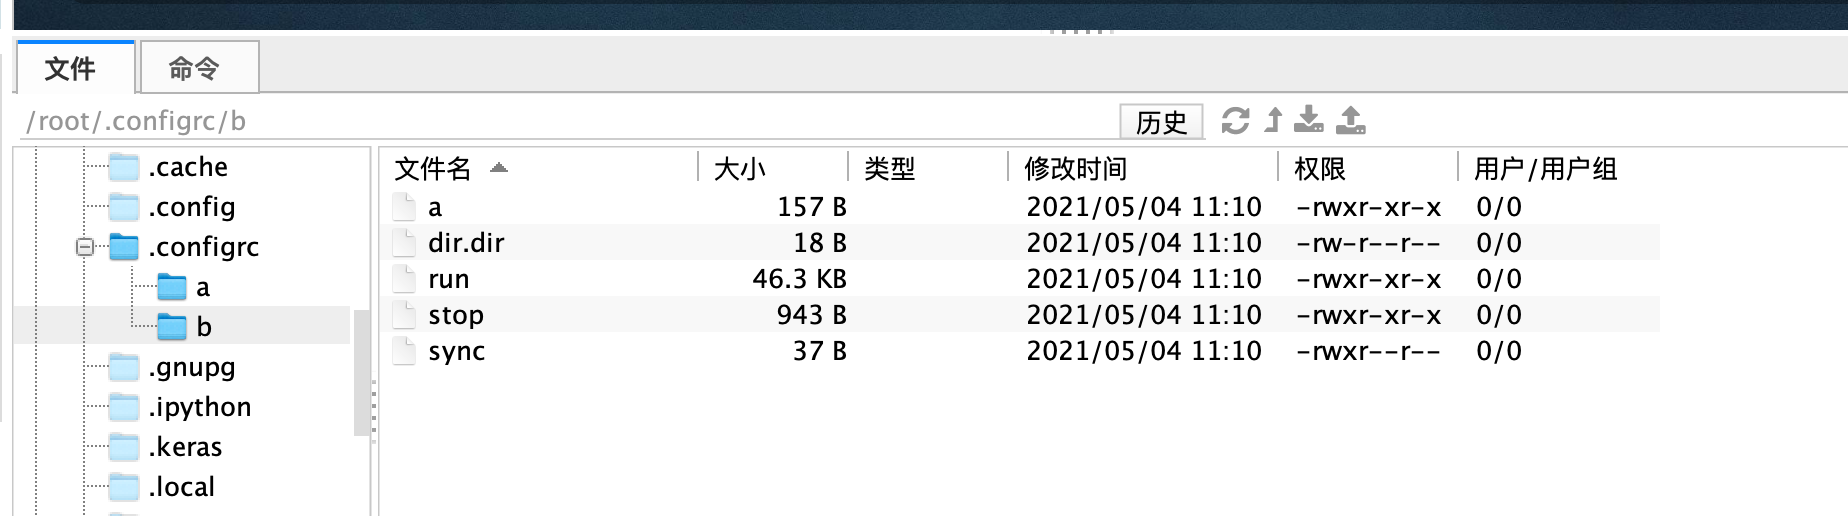 文件 命令
/root/.configrc/b 历史
.cache
.config
.configrc
a
b
.gnupg
.ipython
.keras
.local
文件名 大小 类型 修改时间 权限 用户/用户组
a 157 B 2021/05/04 11:10 -rwxr-xr-x 0/0
dir.dir 18 B 2021/05/04 11:10 -rw-r--r-- 0/0
run 46.3 KB 2021/05/04 11:10 -rwxr-xr-x 0/0
stop 943 B 2021/05/04 11:10 -rwxr-xr-x 0/0
sync 37 B 2021/05/04 11:10 -rwxr--r-- 0/0